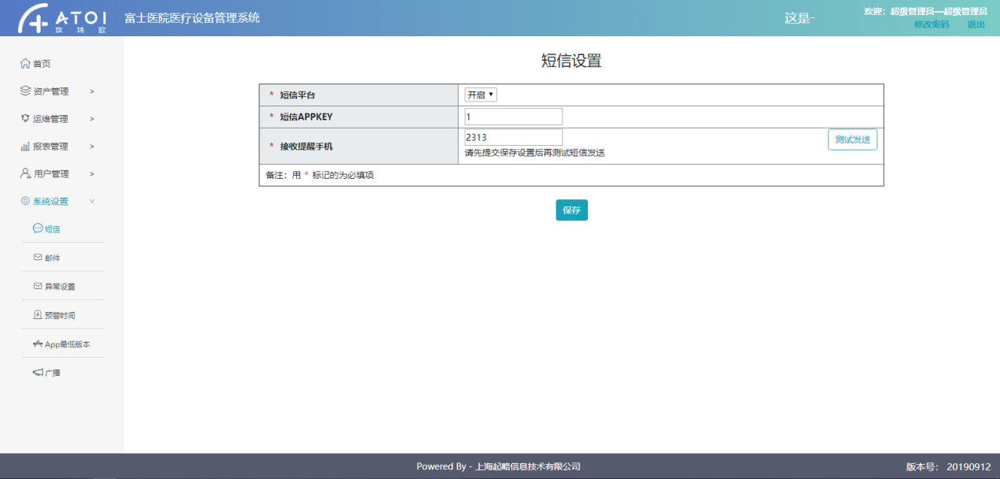 ATOI
埃特欧
富士医院医疗设备管理系统
这是-
欢迎：超级管理员—超级管理员
修改密码 退出
首页
资产管理 >
运维管理 >
报表管理 >
用户管理 >
系统设置 ∨
短信
邮件
异常设置
预警时间
App最低版本
广播
短信设置
* 短信平台 开启 ▼
* 短信APPKEY 1
* 接收提醒手机 2313
请先提交保存设置后再测试短信发送
测试发送
备注：用 * 标记的为必填项
保存
Powered By - 上海起略信息技术有限公司
版本号： 20190912